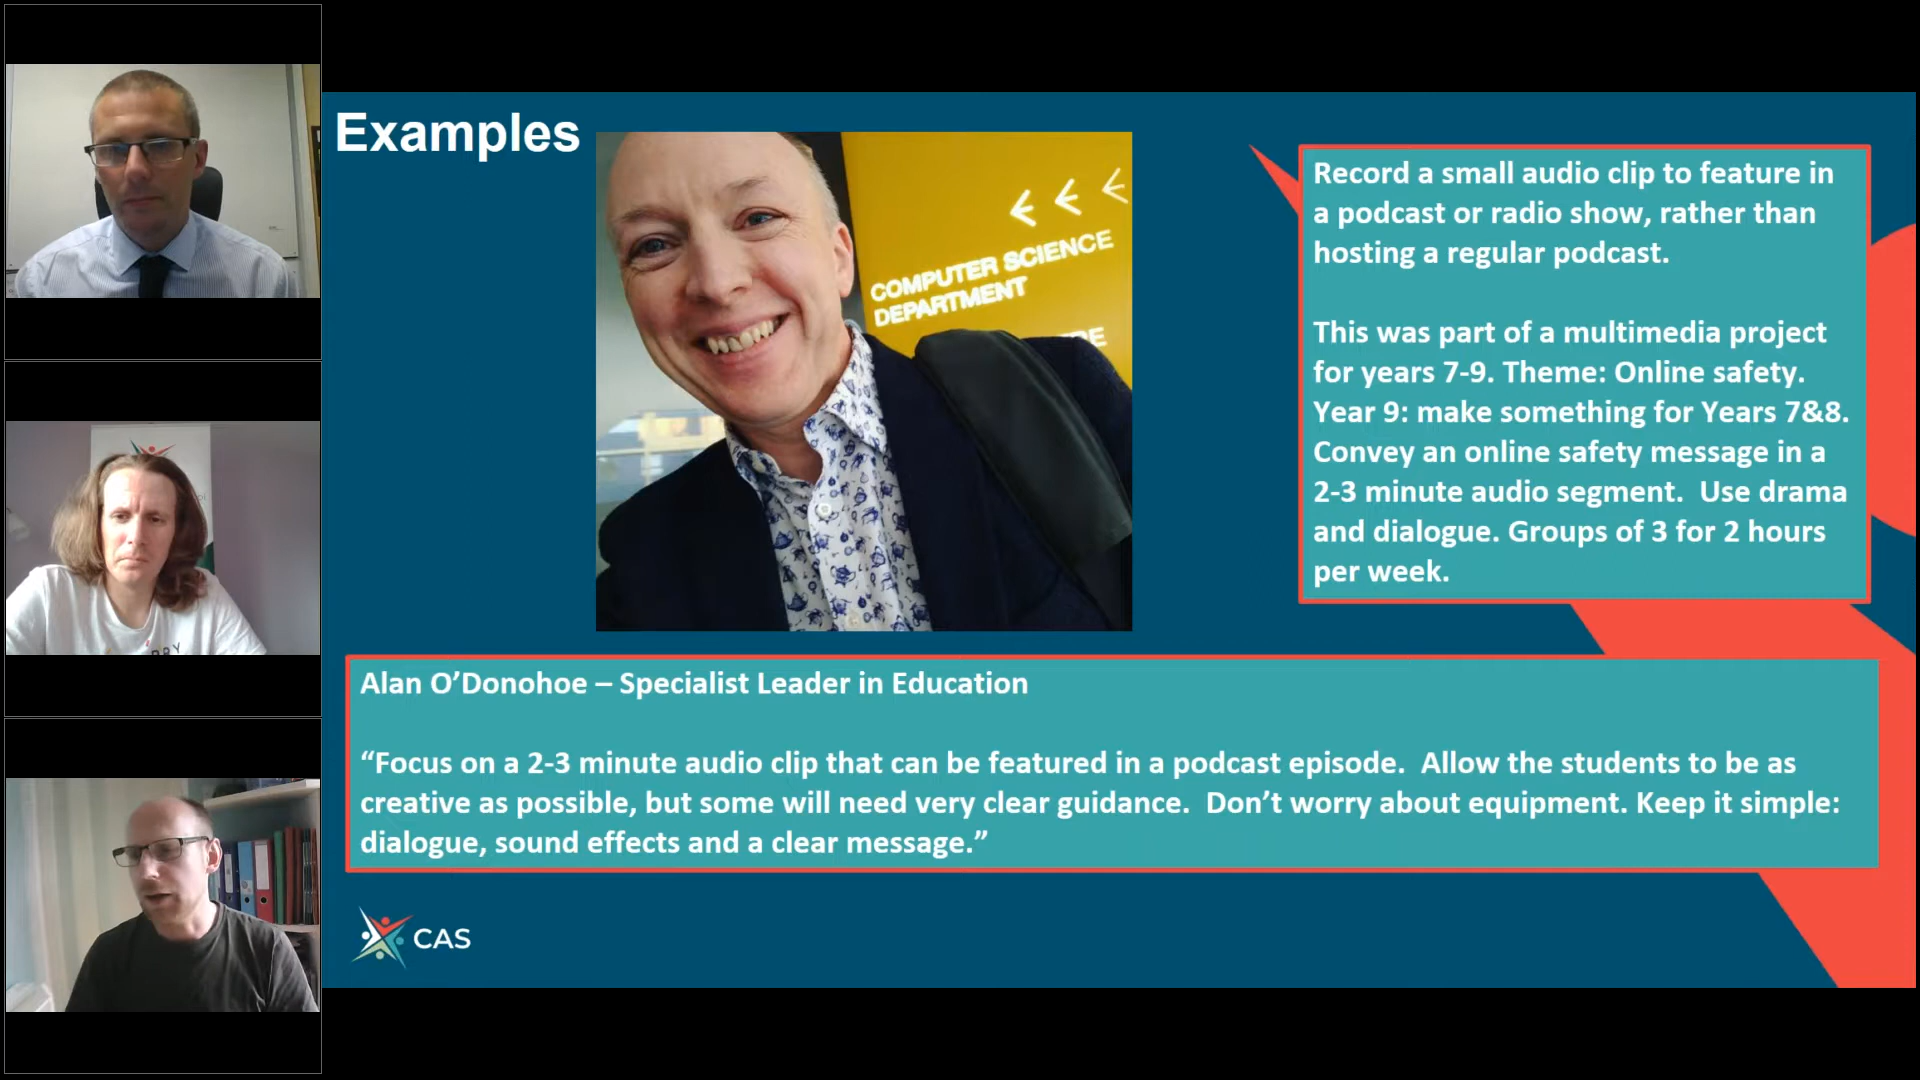 Examples
COMPUTER SCIENCE
DEPARTMENT
Record a small audio clip to feature in
a podcast or radio show, rather than
hosting a regular podcast.
This was part of a multimedia project
for years 7-9. Theme: Online safety.
Year 9: make something for Years 7&8.
Convey an online safety message in a
2-3 minute audio segment.  Use drama
and dialogue. Groups of 3 for 2 hours
per week.
Alan O’Donohoe – Specialist Leader in Education
“Focus on a 2-3 minute audio clip that can be featured in a podcast episode.  Allow the students to be as
creative as possible, but some will need very clear guidance.  Don’t worry about equipment. Keep it simple:
dialogue, sound effects and a clear message.”
CAS